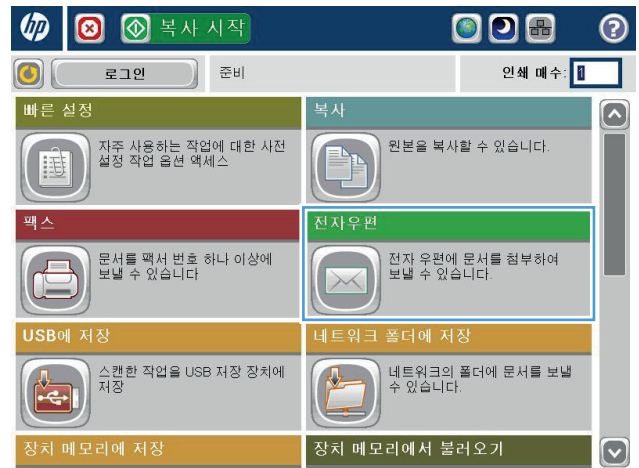 hp
복사 시작
?
로그인
준비
인쇄 매수: 1
빠른 설정
자주 사용하는 작업에 대한 사전
설정 작업 옵션 액세스
복사
원본을 복사할 수 있습니다.
팩스
문서를 팩서 번호 하나 이상에
보낼 수 있습니다
전자우편
전자 우편에 문서를 첨부하여
보낼 수 있습니다.
USB에 저장
스캔한 작업을 USB 저장 장치에
저장
네트워크 폴더에 저장
네트워크의 폴더에 문서를 보낼
수 있습니다.
장치 메모리에 저장
장치 메모리에서 불러오기